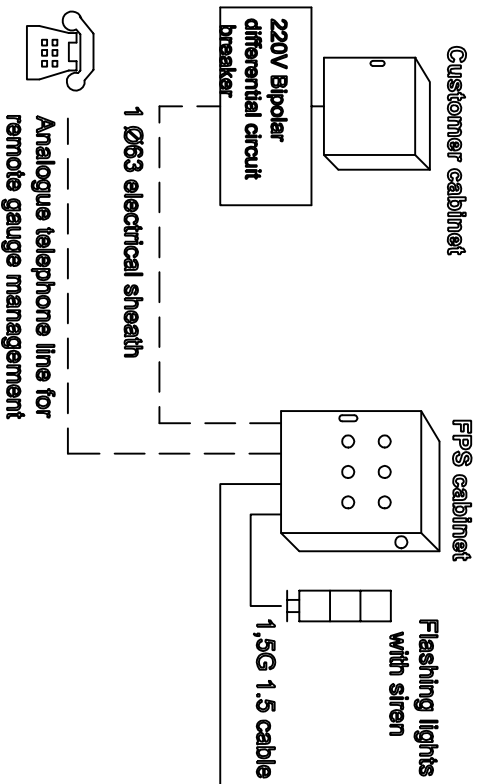 Customer cabinet
220V Bipolar
differential circuit
breaker
1 Ø63 electrical sheath
Analogue telephone line for
remote gauge management
FPS cabinet
Flashing lights
with siren
1,5G 1.5 cable